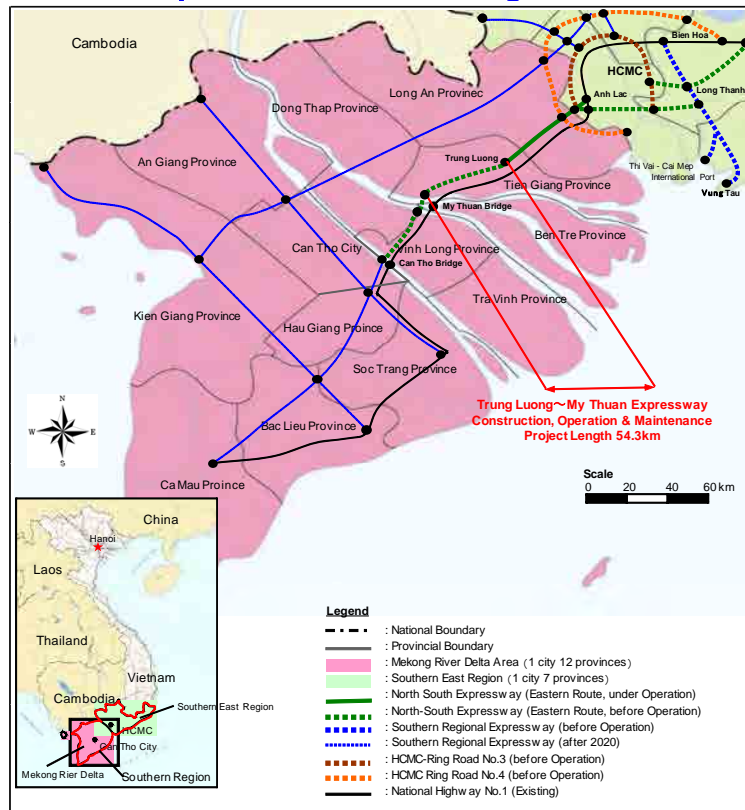 Cambodia
Bien Hoa
HCMC
Long An Provinec
Long Thanh
Dong Thap Province
Anh Lac
An Giang Province
Trung Luong
Thi Vai - Cai Mep
International Port
Tien Giang Province
Vung Tau
My Thuan Bridge
Ben Tre Province
Can Tho City
Vinh Long Province
Can Tho Bridge
Tra Vinh Province
Kien Giang Province
Hau Giang Proince
Soc Trang Province
Trung Luong～My Thuan Expressway
Construction, Operation & Maintenance
Project Length 54.3km
N
W E
S
Bac Lieu Province
Ca Mau Proince
Scale
0 20 40 60 km
China
Hanoi
Laos
Thailand
Vietnam
Cambodia
Southern East Region
HCMC
Can Tho City
Mekong Rier Delta
Southern Region
Legend
: National Boundary
: Provincial Boundary
: Mekong River Delta Area (1 city 12 provinces)
: Southern East Region (1 city 7 provinces)
: North South Expressway (Eastern Route, under Operation)
: North-South Expressway (Eastern Route, before Operation)
: Southern Regional Expressway (before Operation)
: Southern Regional Expressway (after 2020)
: HCMC-Ring Road No.3 (before Operation)
: HCMC Ring Road No.4 (before Operation)
: National Highway No.1 (Existing)